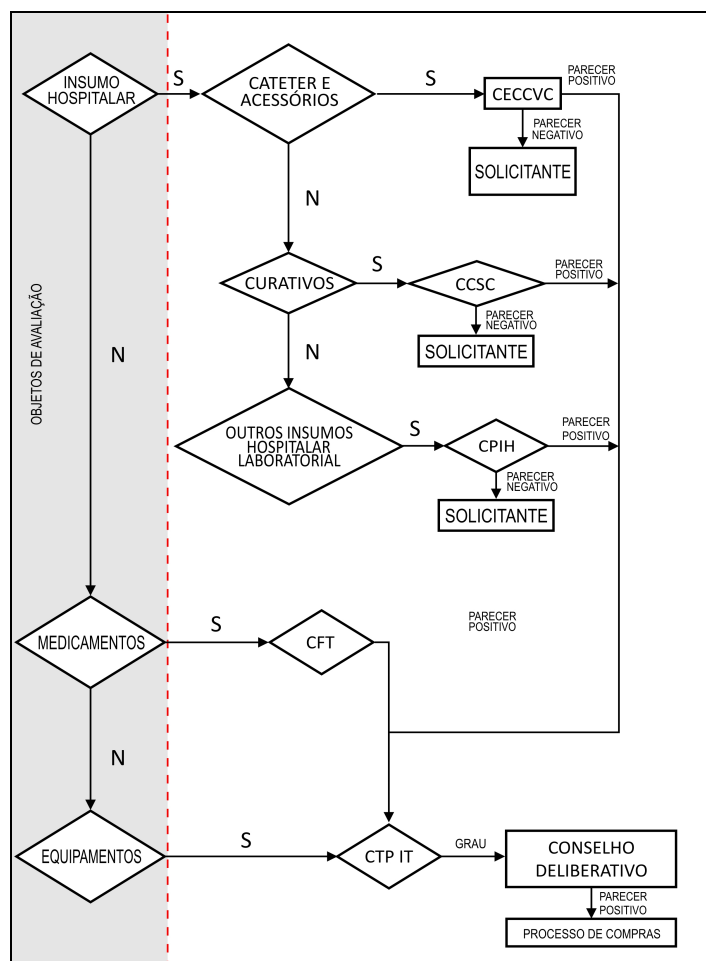 INSUMO
HOSPITALAR
S
CATETER E
ACESSÓRIOS
S
CECCVC
PARECER
POSITIVO
PARECER
NEGATIVO
SOLICITANTE
N
CURATIVOS
S
CCSC
PARECER
POSITIVO
PARECER
NEGATIVO
SOLICITANTE
OBJETOS DE AVALIAÇÃO
N
N
OUTROS INSUMOS
HOSPITALAR
LABORATORIAL
S
CPIH
PARECER
POSITIVO
PARECER
NEGATIVO
SOLICITANTE
MEDICAMENTOS
S
CFT
PARECER
POSITIVO
N
EQUIPAMENTOS
S
CTP IT
GRAU
CONSELHO
DELIBERATIVO
PARECER
POSITIVO
PROCESSO DE COMPRAS